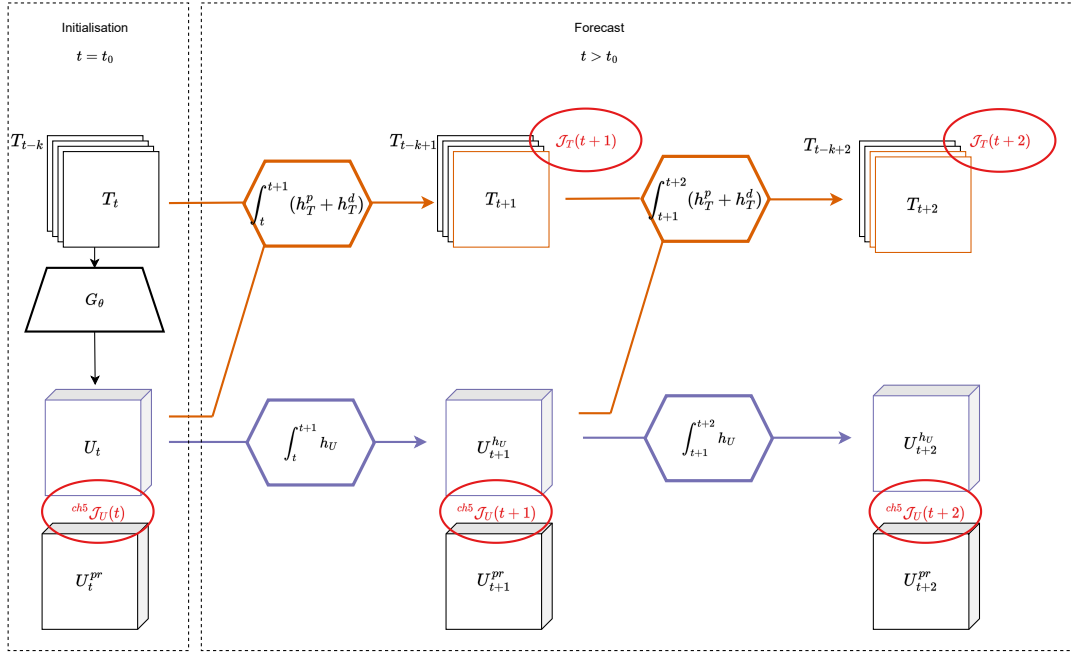 Initialisation
t = t₀
Forecast
t > t₀
T_{t−k}
T_t
∫_t^{t+1} (h_T^p + h_T^d)
T_{t−k+1}
T_{t+1}
𝒥_T(t+1)
∫_{t+1}^{t+2} (h_T^p + h_T^d)
T_{t−k+2}
T_{t+2}
𝒥_T(t+2)
G_θ
U_t
∫_t^{t+1} h_U
U_{t+1}^{h_U}
∫_{t+1}^{t+2} h_U
U_{t+2}^{h_U}
^{ch5}𝒥_U(t)
^{ch5}𝒥_U(t+1)
^{ch5}𝒥_U(t+2)
U_t^{pr}
U_{t+1}^{pr}
U_{t+2}^{pr}